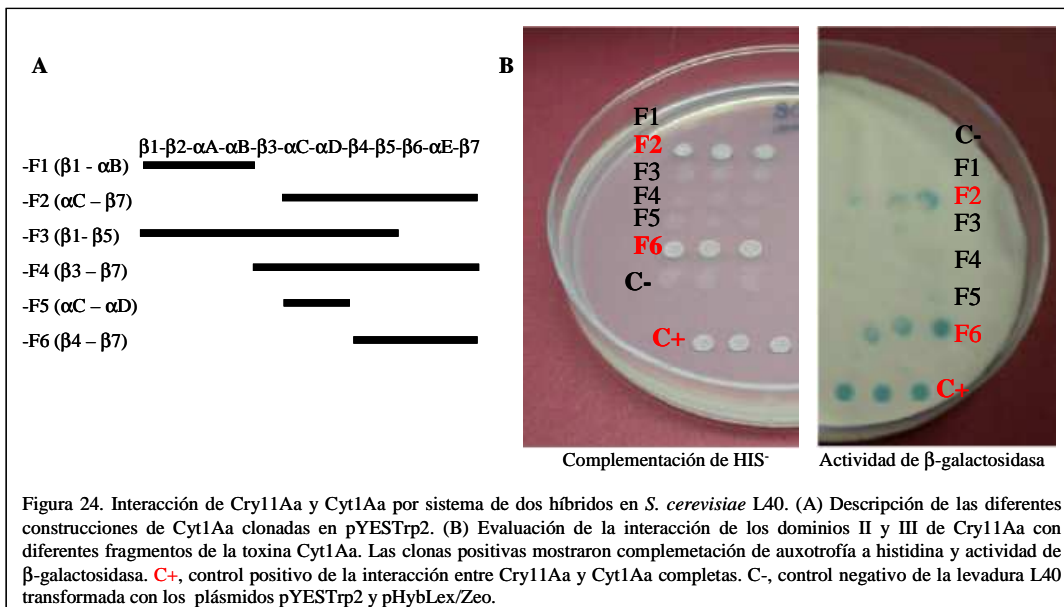 A
B
β1-β2-αA-αB-β3-αC-αD-β4-β5-β6-αE-β7
-F1 (β1 - αB)
-F2 (αC – β7)
-F3 (β1- β5)
-F4 (β3 – β7)
-F5 (αC – αD)
-F6 (β4 – β7)
F1
F2
F3
F4
F5
F6
C-
C+
C-
F1
F2
F3
F4
F5
F6
C+
Complementación de HIS-
Actividad de β-galactosidasa
Figura 24. Interacción de Cry11Aa y Cyt1Aa por sistema de dos híbridos en S. cerevisiae L40. (A) Descripción de las diferentes
construcciones de Cyt1Aa clonadas en pYESTrp2. (B) Evaluación de la interacción de los dominios II y III de Cry11Aa con
diferentes fragmentos de la toxina Cyt1Aa. Las clonas positivas mostraron complemetación de auxotrofía a histidina y actividad de
β-galactosidasa. C+, control positivo de la interacción entre Cry11Aa y Cyt1Aa completas. C-, control negativo de la levadura L40
transformada con los plásmidos pYESTrp2 y pHybLex/Zeo.